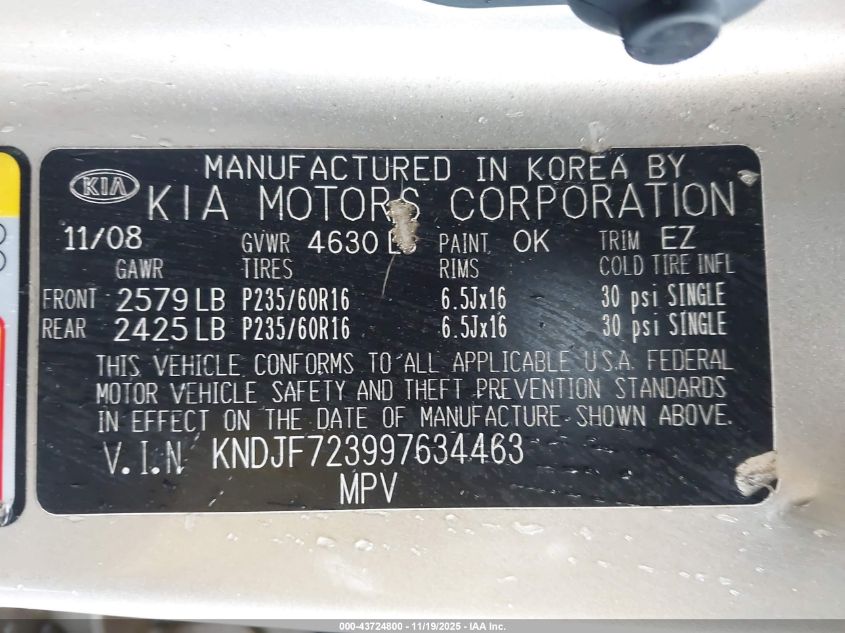 MANUFACTURED IN KOREA BY
KIA KIA MOTORS CORPORATION
11/08 GVWR 4630 LB PAINT OK TRIM EZ
GAWR TIRES RIMS COLD TIRE INFL
FRONT 2579 LB P235/60R16 6.5Jx16 30 psi SINGLE
REAR 2425 LB P235/60R16 6.5Jx16 30 psi SINGLE
THIS VEHICLE CONFORMS TO ALL APPLICABLE U.S.A. FEDERAL
MOTOR VEHICLE SAFETY AND THEFT PREVENTION STANDARDS
IN EFFECT ON THE DATE OF MANUFACTURE SHOWN ABOVE.
V.I.N KNDJF723997634463
MPV
000-43724800 - 11/19/2025 - IAA Inc.